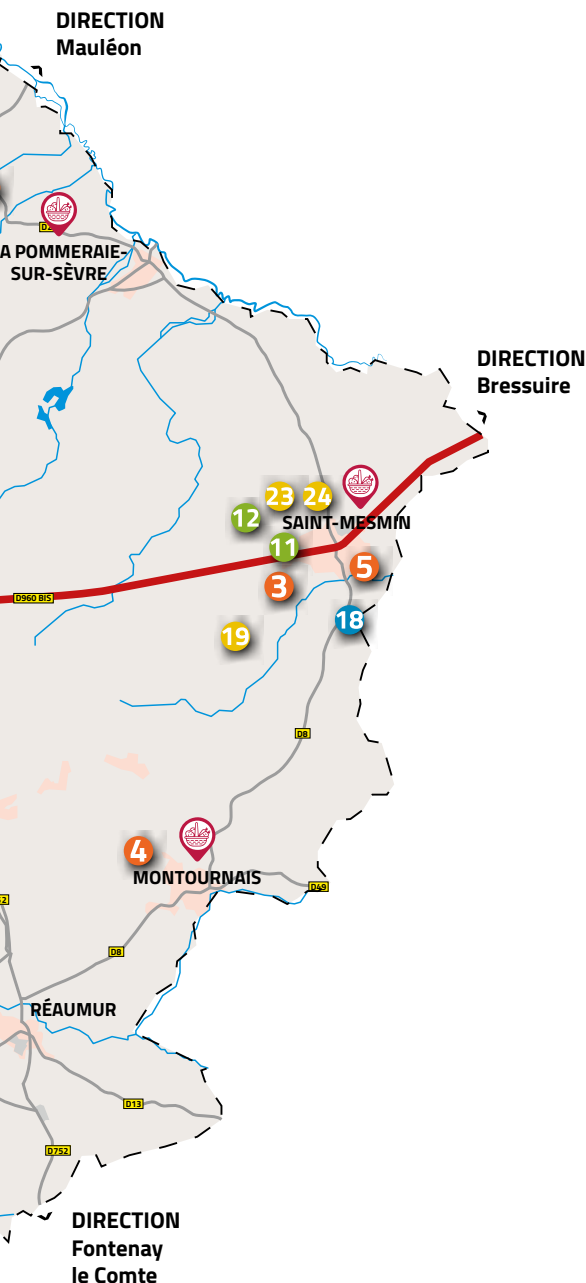 DIRECTION
Mauléon
A POMMERAIE-
SUR-SÈVRE
DIRECTION
Bressuire
23
24
12
SAINT-MESMIN
11
5
3
D960 BIS
18
19
D8
4
MONTOURNAIS
D49
D8
RÉAUMUR
D13
D752
DIRECTION
Fontenay
le Comte